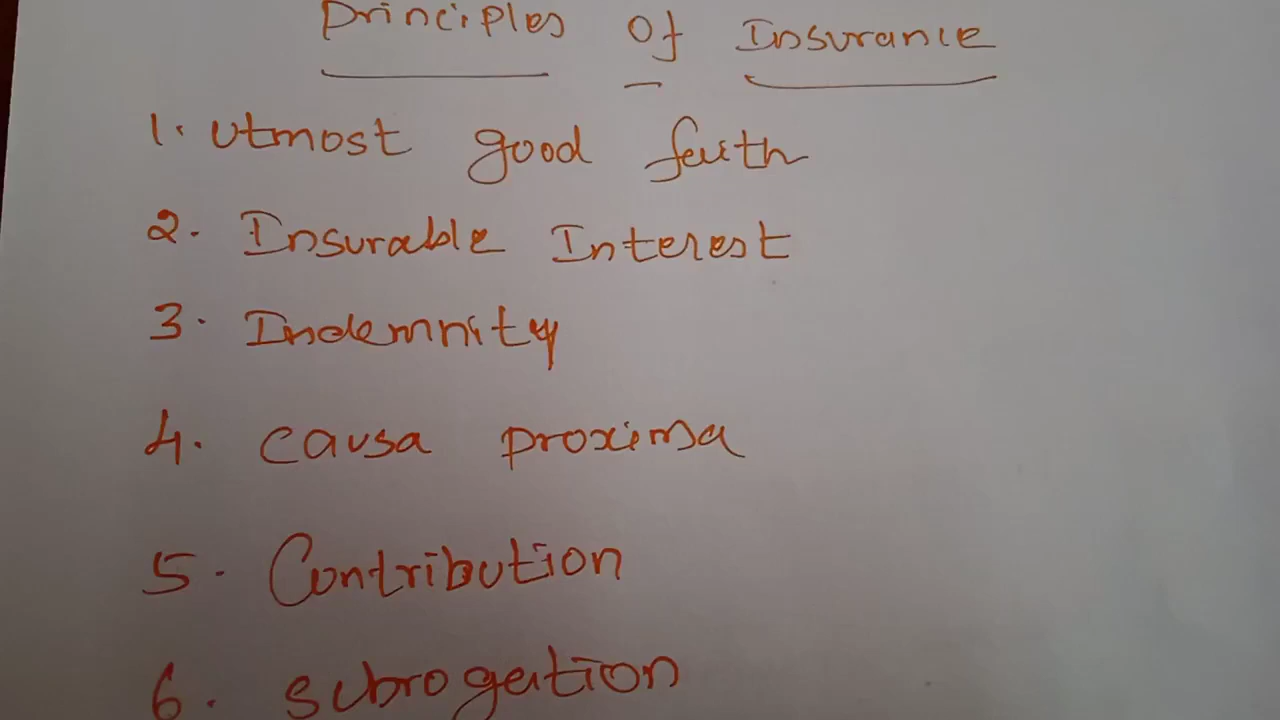 Principles of Insurance
1. Utmost good faith
2. Insurable Interest
3. Indemnity
4. Causa proxima
5. Contribution
6. Subrogation